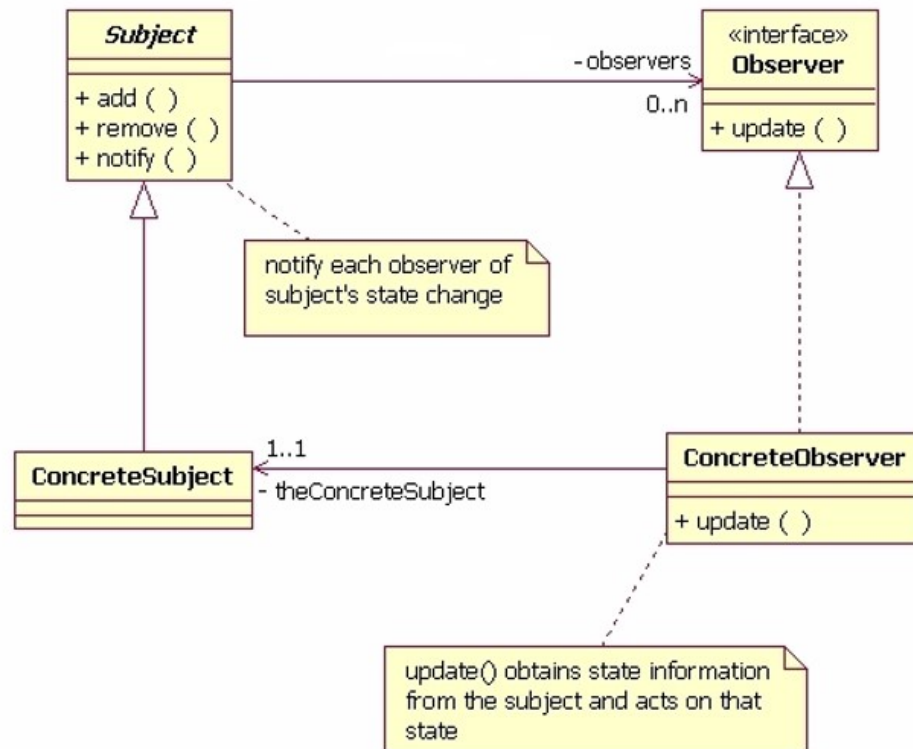 Subject
+ add ( )
+ remove ( )
+ notify ( )
- observers
0..n
«interface»
Observer
+ update ( )
notify each observer of
subject's state change
ConcreteSubject
1..1
- theConcreteSubject
ConcreteObserver
+ update ( )
update() obtains state information
from the subject and acts on that
state